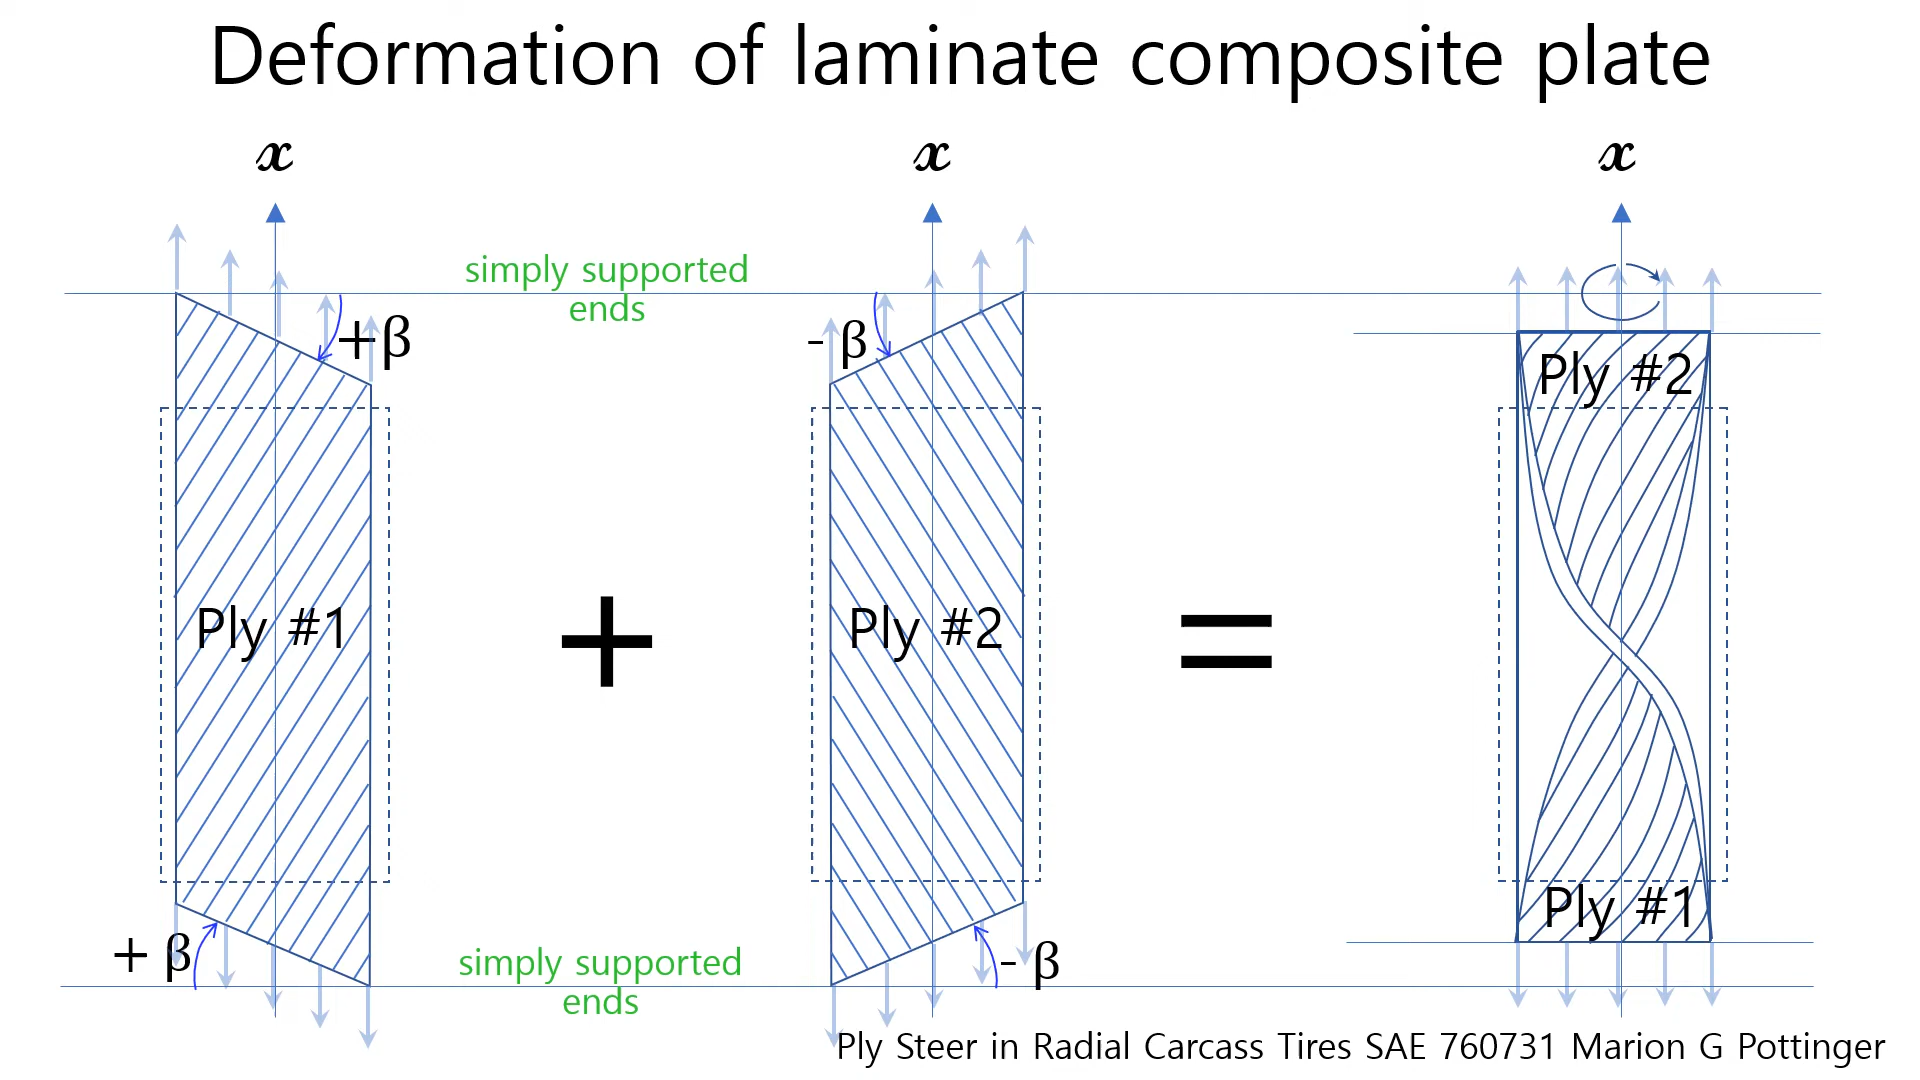 Deformation of laminate composite plate
x
x
x
simply supported
ends
+β
- β
Ply #2
Ply #1
+
Ply #2
=
Ply #1
+ β
simply supported
ends
- β
Ply Steer in Radial Carcass Tires SAE 760731 Marion G Pottinger